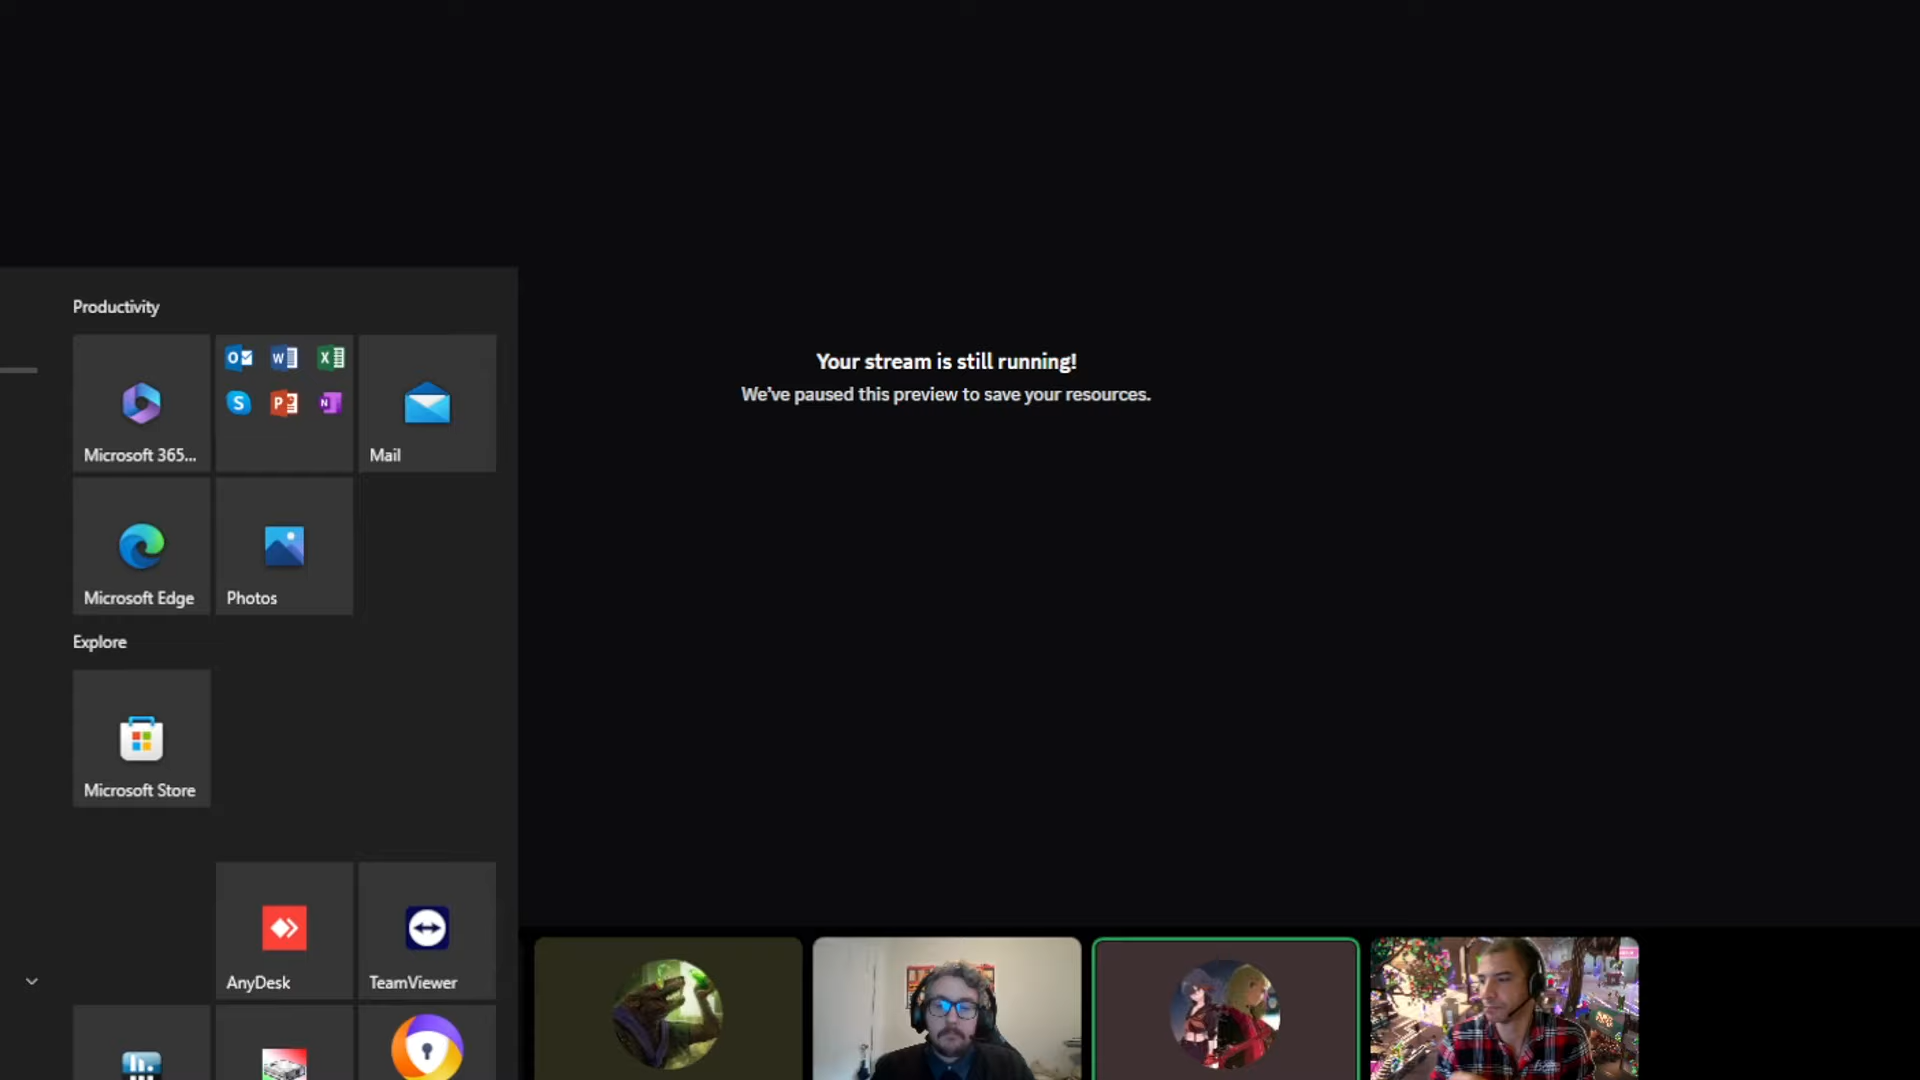 Productivity
Microsoft 365...
Mail
Microsoft Edge
Photos
Explore
Microsoft Store
AnyDesk
TeamViewer
Your stream is still running!
We've paused this preview to save your resources.